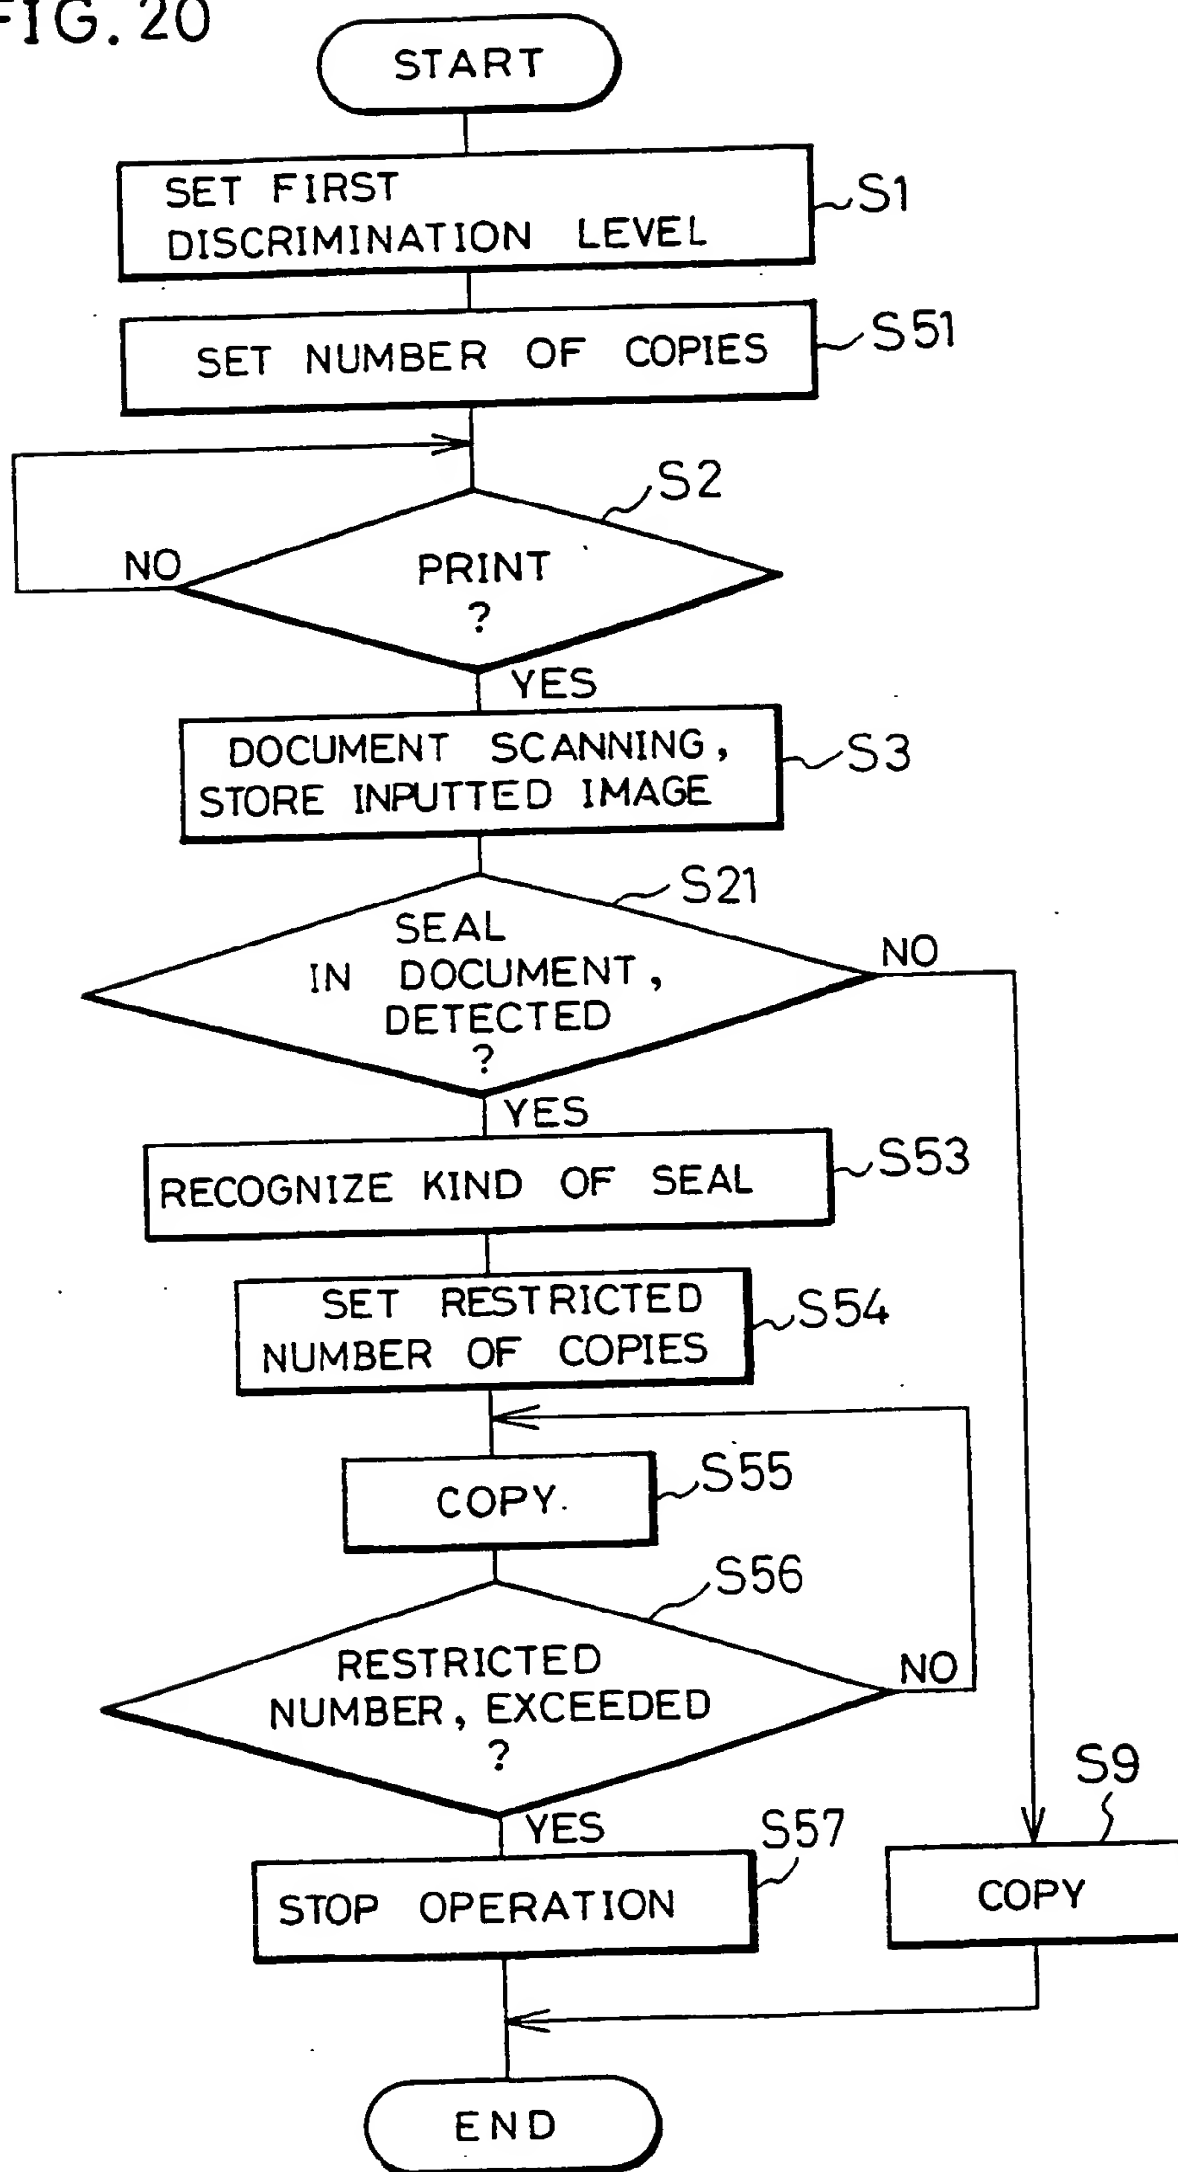 FIG. 20
START
SET FIRST
DISCRIMINATION LEVEL
S1
SET NUMBER OF COPIES
S51
S2
NO
PRINT
?
YES
DOCUMENT SCANNING,
STORE INPUTTED IMAGE
S3
S21
SEAL
IN DOCUMENT,
DETECTED
?
NO
YES
RECOGNIZE KIND OF SEAL
S53
SET RESTRICTED
NUMBER OF COPIES
S54
COPY
S55
S56
RESTRICTED
NUMBER, EXCEEDED
?
NO
YES
STOP OPERATION
S57
S9
COPY
END